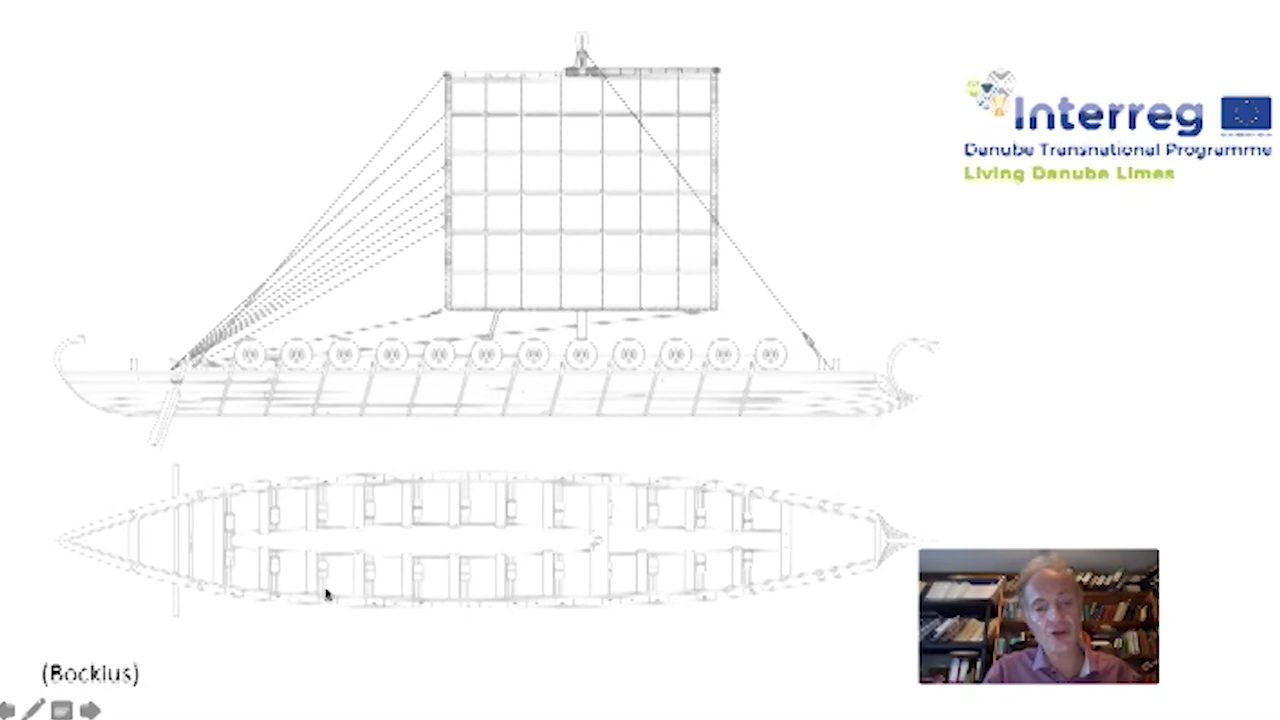 Interreg
Danube Transnational Programme
Living Danube Limes
(Bockius)